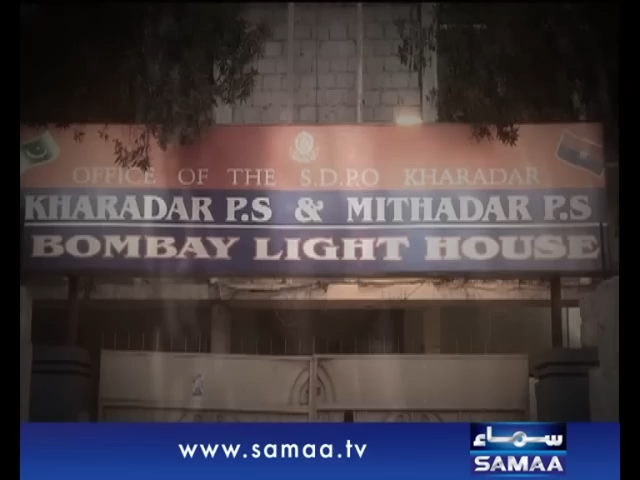 OFFICE OF THE S.D.P.O KHARADAR
KHARADAR P.S & MITHADAR P.S
BOMBAY LIGHT HOUSE
www.samaa.tv
سماء
SAMAA